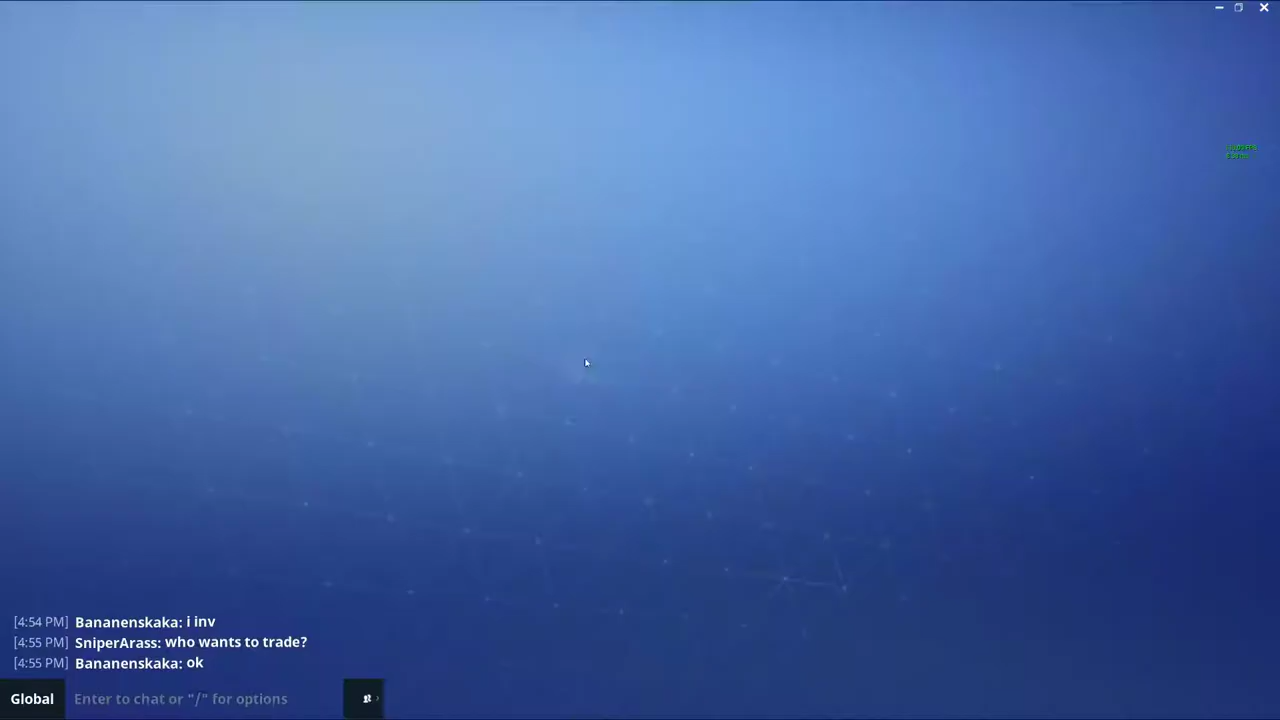 [4:54 PM] Bananenskaka: i inv
[4:55 PM] SniperArass: who wants to trade?
[4:55 PM] Bananenskaka: ok
Global Enter to chat or "/" for options